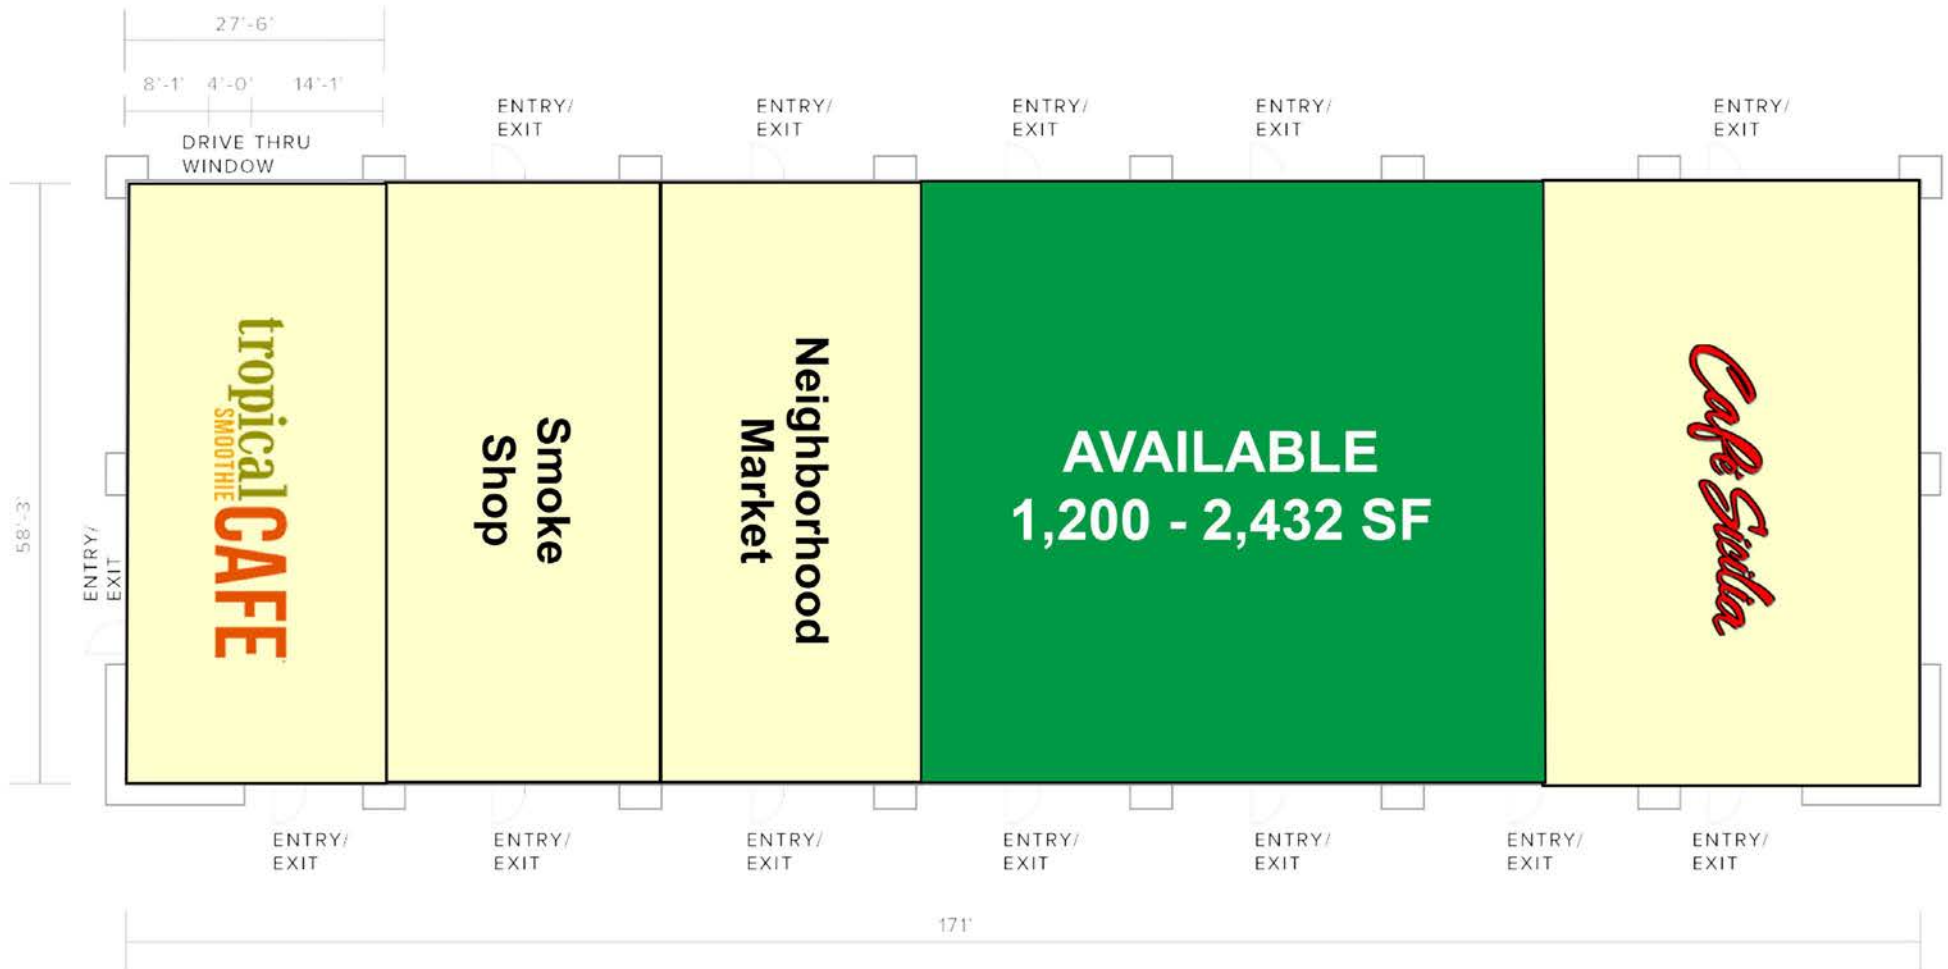 27'-6"
8'-1" 4'-0" 14'-1"
DRIVE THRU
WINDOW
ENTRY/
EXIT
ENTRY/
EXIT
ENTRY/
EXIT
ENTRY/
EXIT
ENTRY/
EXIT
58'-3"
ENTRY/
EXIT
tropical
SMOOTHIE
CAFE
Smoke
Shop
Neighborhood
Market
AVAILABLE
1,200 - 2,432 SF
Cafe Sicilia
ENTRY/
EXIT
ENTRY/
EXIT
ENTRY/
EXIT
ENTRY/
EXIT
ENTRY/
EXIT
ENTRY/
EXIT
ENTRY/
EXIT
171'